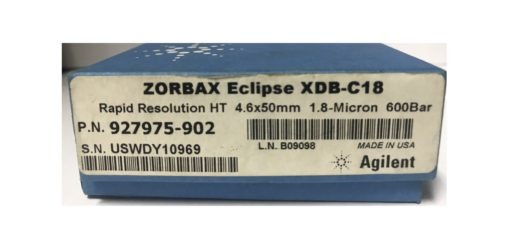 ZORBAX Eclipse XDB-C18
Rapid Resolution HT 4.6x50mm 1.8-Micron 600Bar
P.N. 927975-902
S.N. USWDY10969
L.N. B09098
MADE IN USA
Agilent